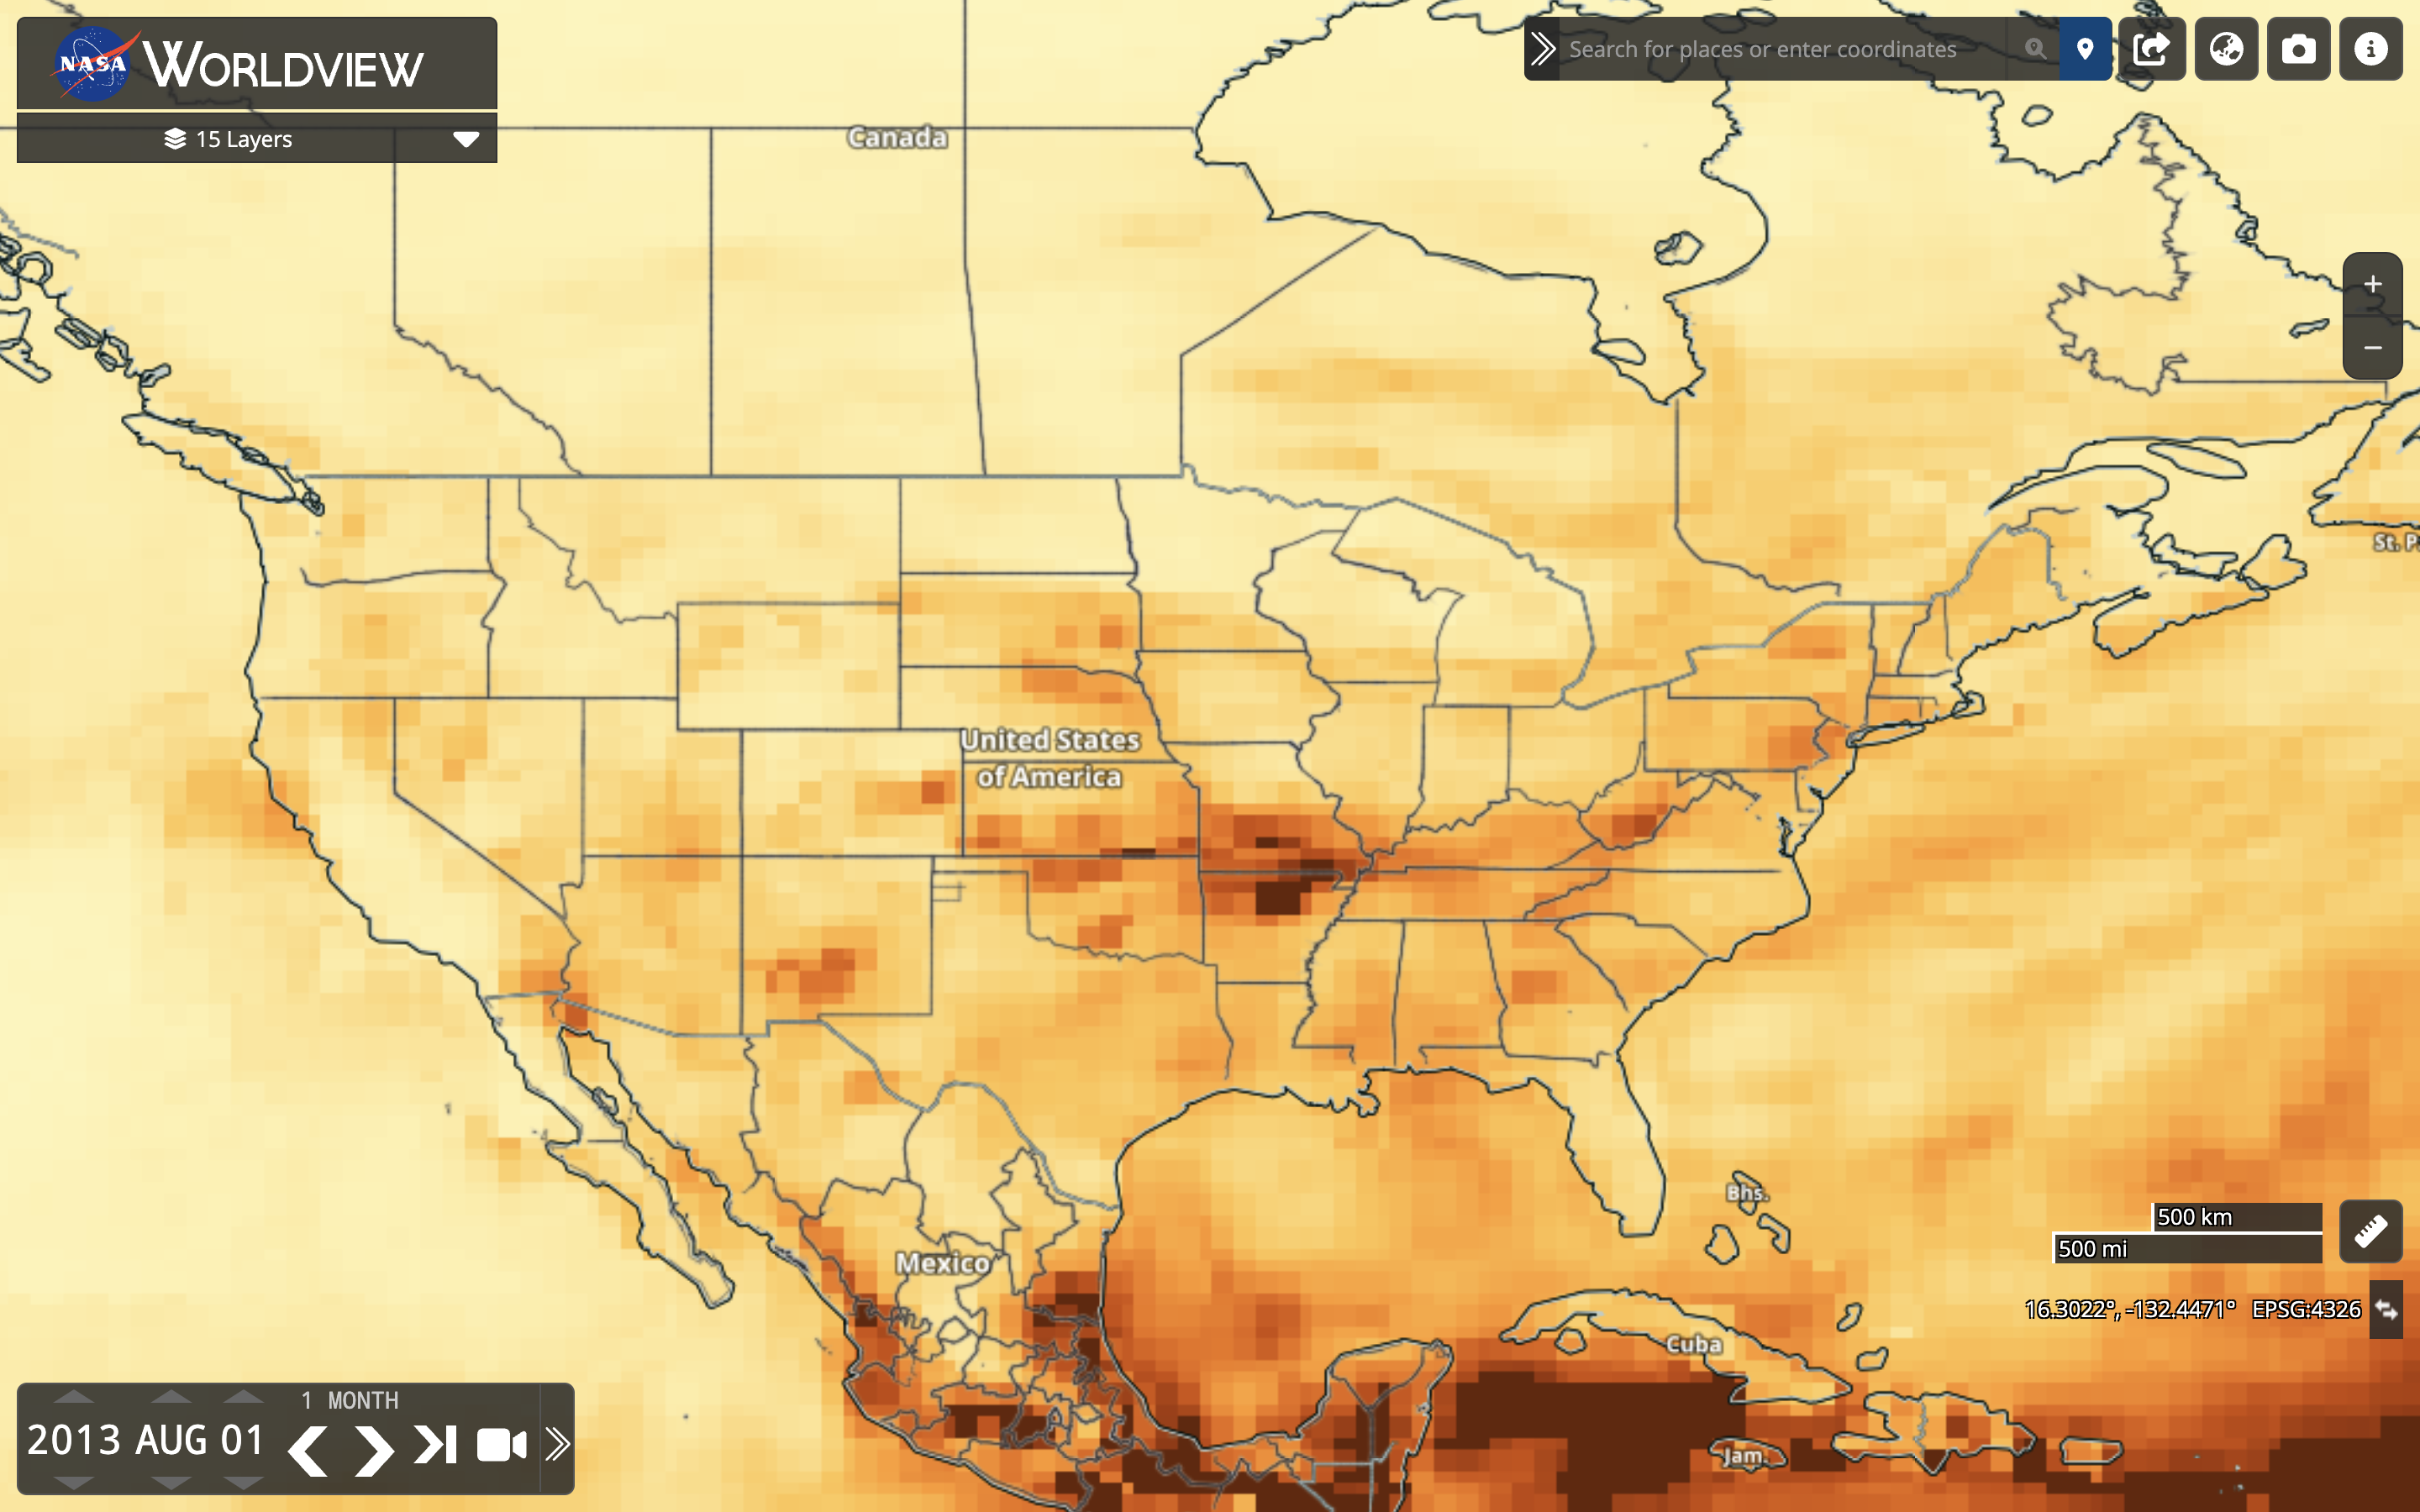 NASA WORLDVIEW
15 Layers
Search for places or enter coordinates
Canada
St. P
United States
of America
Bhs.
500 km
500 mi
Mexico
16.3022°, -132.4471° EPSG:4326
Cuba
Jam.
1 MONTH
2013 AUG 01